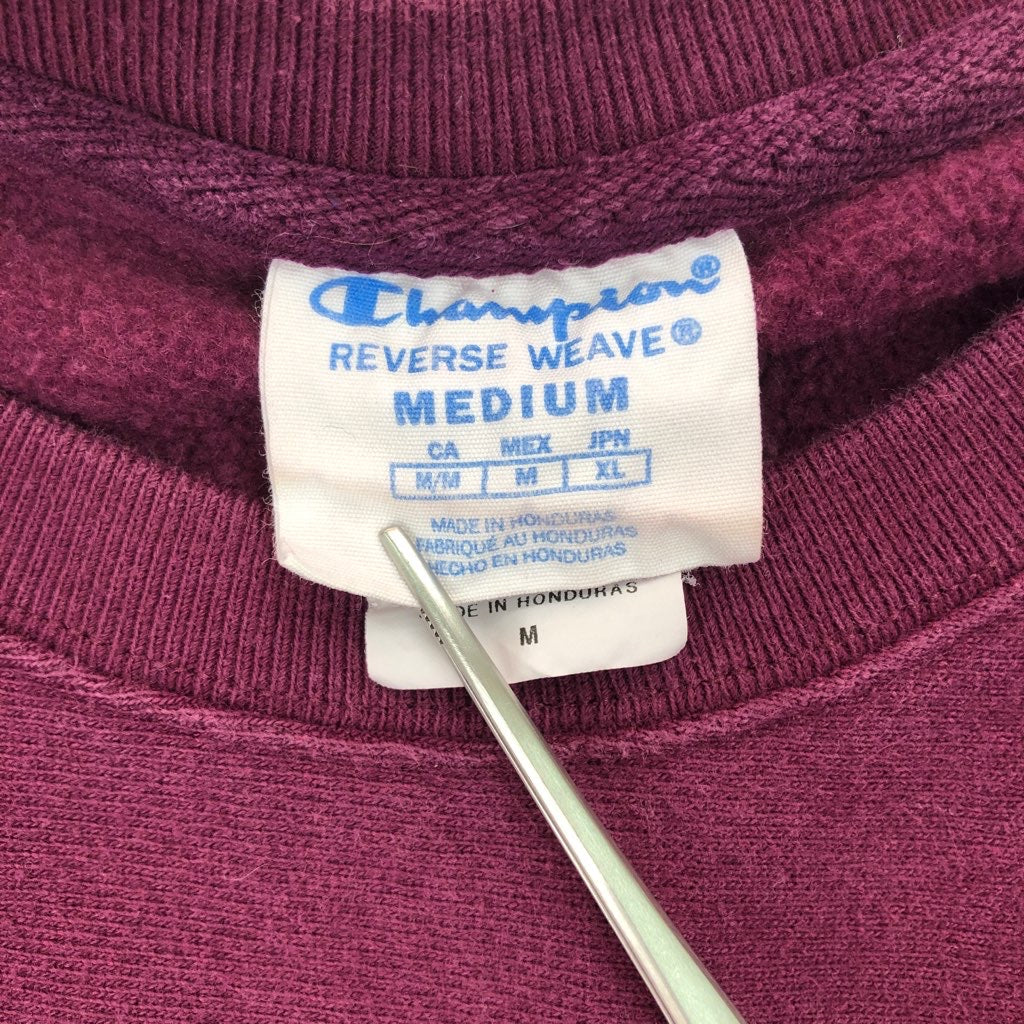 Champion®
REVERSE WEAVE®
MEDIUM
CA MEX JPN
M/M M XL
MADE IN HONDURAS
FABRIQUÉ AU HONDURAS
HECHO EN HONDURAS
IN HONDURAS
M